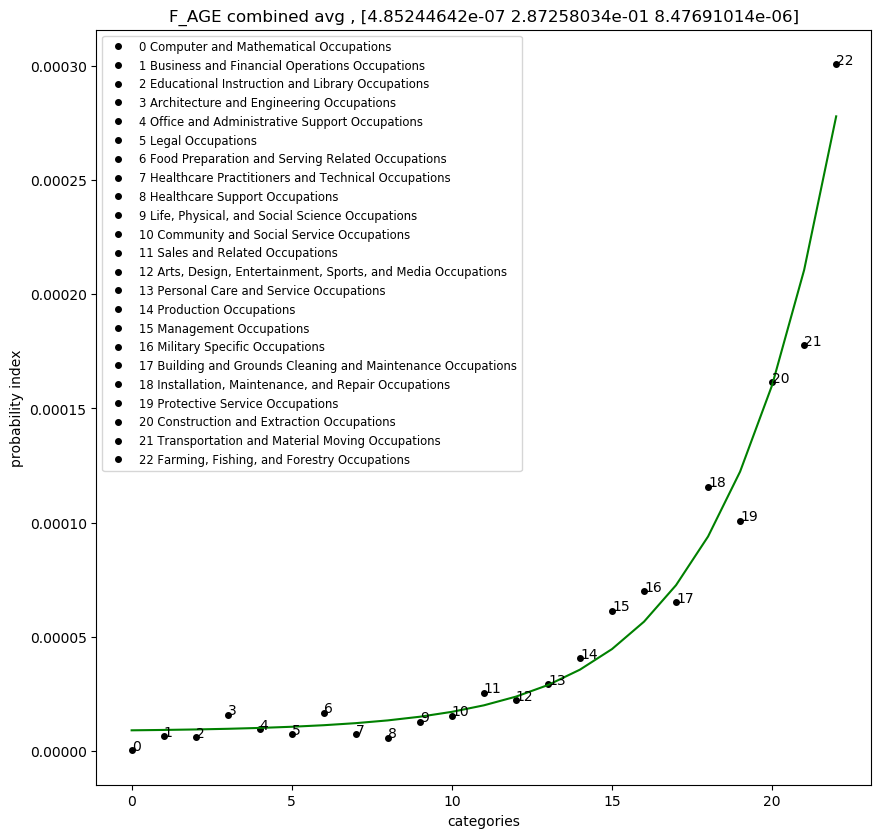 F_AGE combined avg , [4.85244642e-07 2.87258034e-01 8.47691014e-06]
0 Computer and Mathematical Occupations
1 Business and Financial Operations Occupations
2 Educational Instruction and Library Occupations
3 Architecture and Engineering Occupations
4 Office and Administrative Support Occupations
5 Legal Occupations
6 Food Preparation and Serving Related Occupations
7 Healthcare Practitioners and Technical Occupations
8 Healthcare Support Occupations
9 Life, Physical, and Social Science Occupations
10 Community and Social Service Occupations
11 Sales and Related Occupations
12 Arts, Design, Entertainment, Sports, and Media Occupations
13 Personal Care and Service Occupations
14 Production Occupations
15 Management Occupations
16 Military Specific Occupations
17 Building and Grounds Cleaning and Maintenance Occupations
18 Installation, Maintenance, and Repair Occupations
19 Protective Service Occupations
20 Construction and Extraction Occupations
21 Transportation and Material Moving Occupations
22 Farming, Fishing, and Forestry Occupations
probability index
0.00030
0.00025
0.00020
0.00015
0.00010
0.00005
0.00000
0
1
2
3
4
5
6
7
8
9
10
11
12
13
14
15
16
17
18
19
20
21
22
0
5
10
15
20
categories